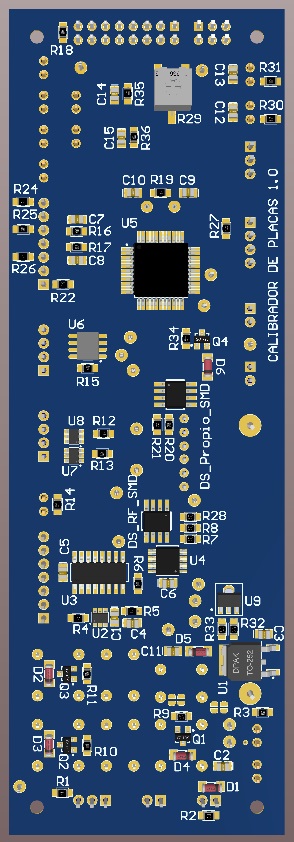 R18
C14
R35
C13
R31
R29
C12
R30
C15
R36
C10 R19 C9
R24
R25
R26
C7
R16
R17
C8
R22
U5
R27
CALIBRADOR DE PLACAS 1.0
U6
R15
R34
Q4
D6
U8
R12
U7
R13
R21
R20
DS_Propio_SMD
R14
DS_RF_SMD
R28
R8
R7
C5
U3
R6
U4
C6
U9
R4
U2
C1
R5
C4
R33
R32
C3
C11
D5
U1
DPAK
TO-252
D2
Q3
R11
R9
R3
D3
Q2
R10
Q1
D4
C2
R1
D1
R2